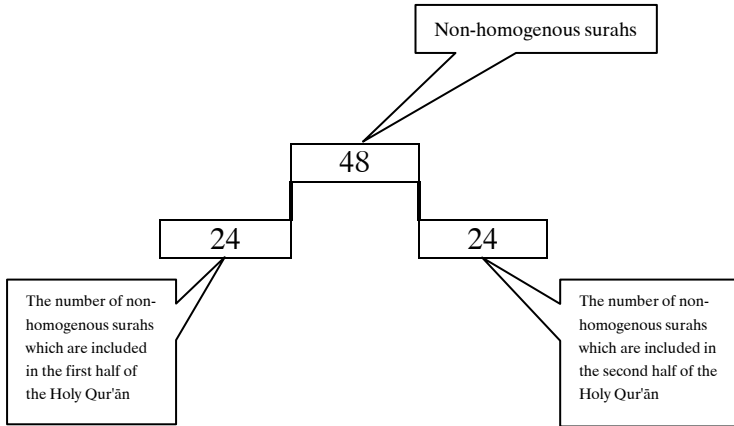 Non-homogenous surahs
48
24
24
The number of non-
homogenous surahs
which are included
in the first half of
the Holy Qur'ān
The number of non-
homogenous surahs
which are included in
the second half of the
Holy Qur'ān